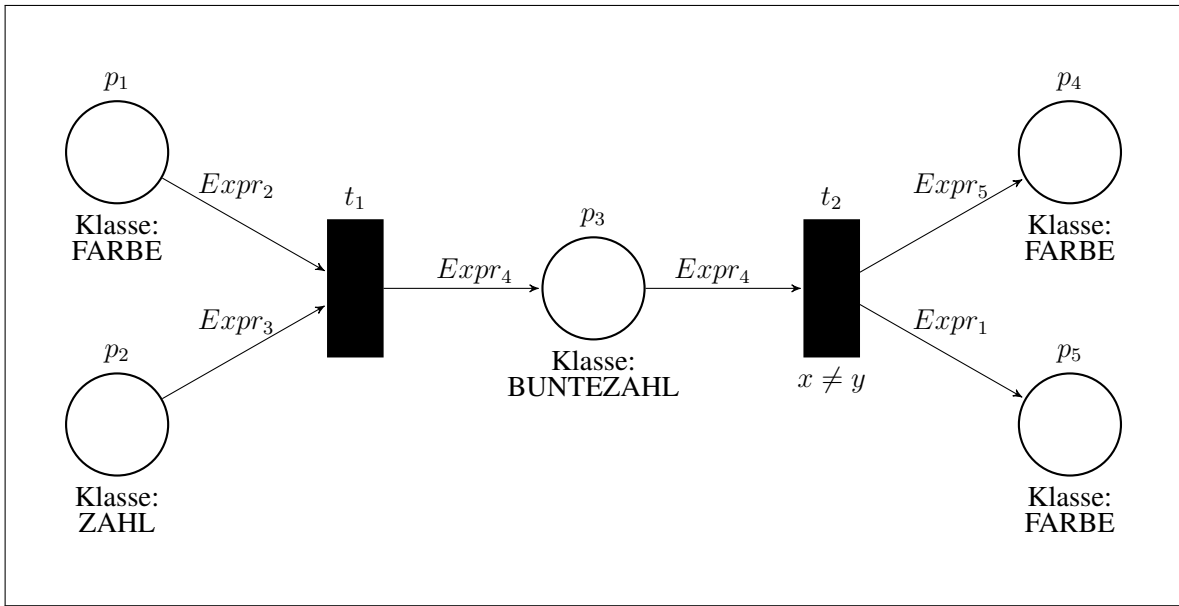 p₁
Klasse:
FARBE
Expr₂
p₂
Klasse:
ZAHL
Expr₃
t₁
Expr₄
p₃
Klasse:
BUNTEZAHL
Expr₄
t₂
x ≠ y
Expr₅
p₄
Klasse:
FARBE
Expr₁
p₅
Klasse:
FARBE